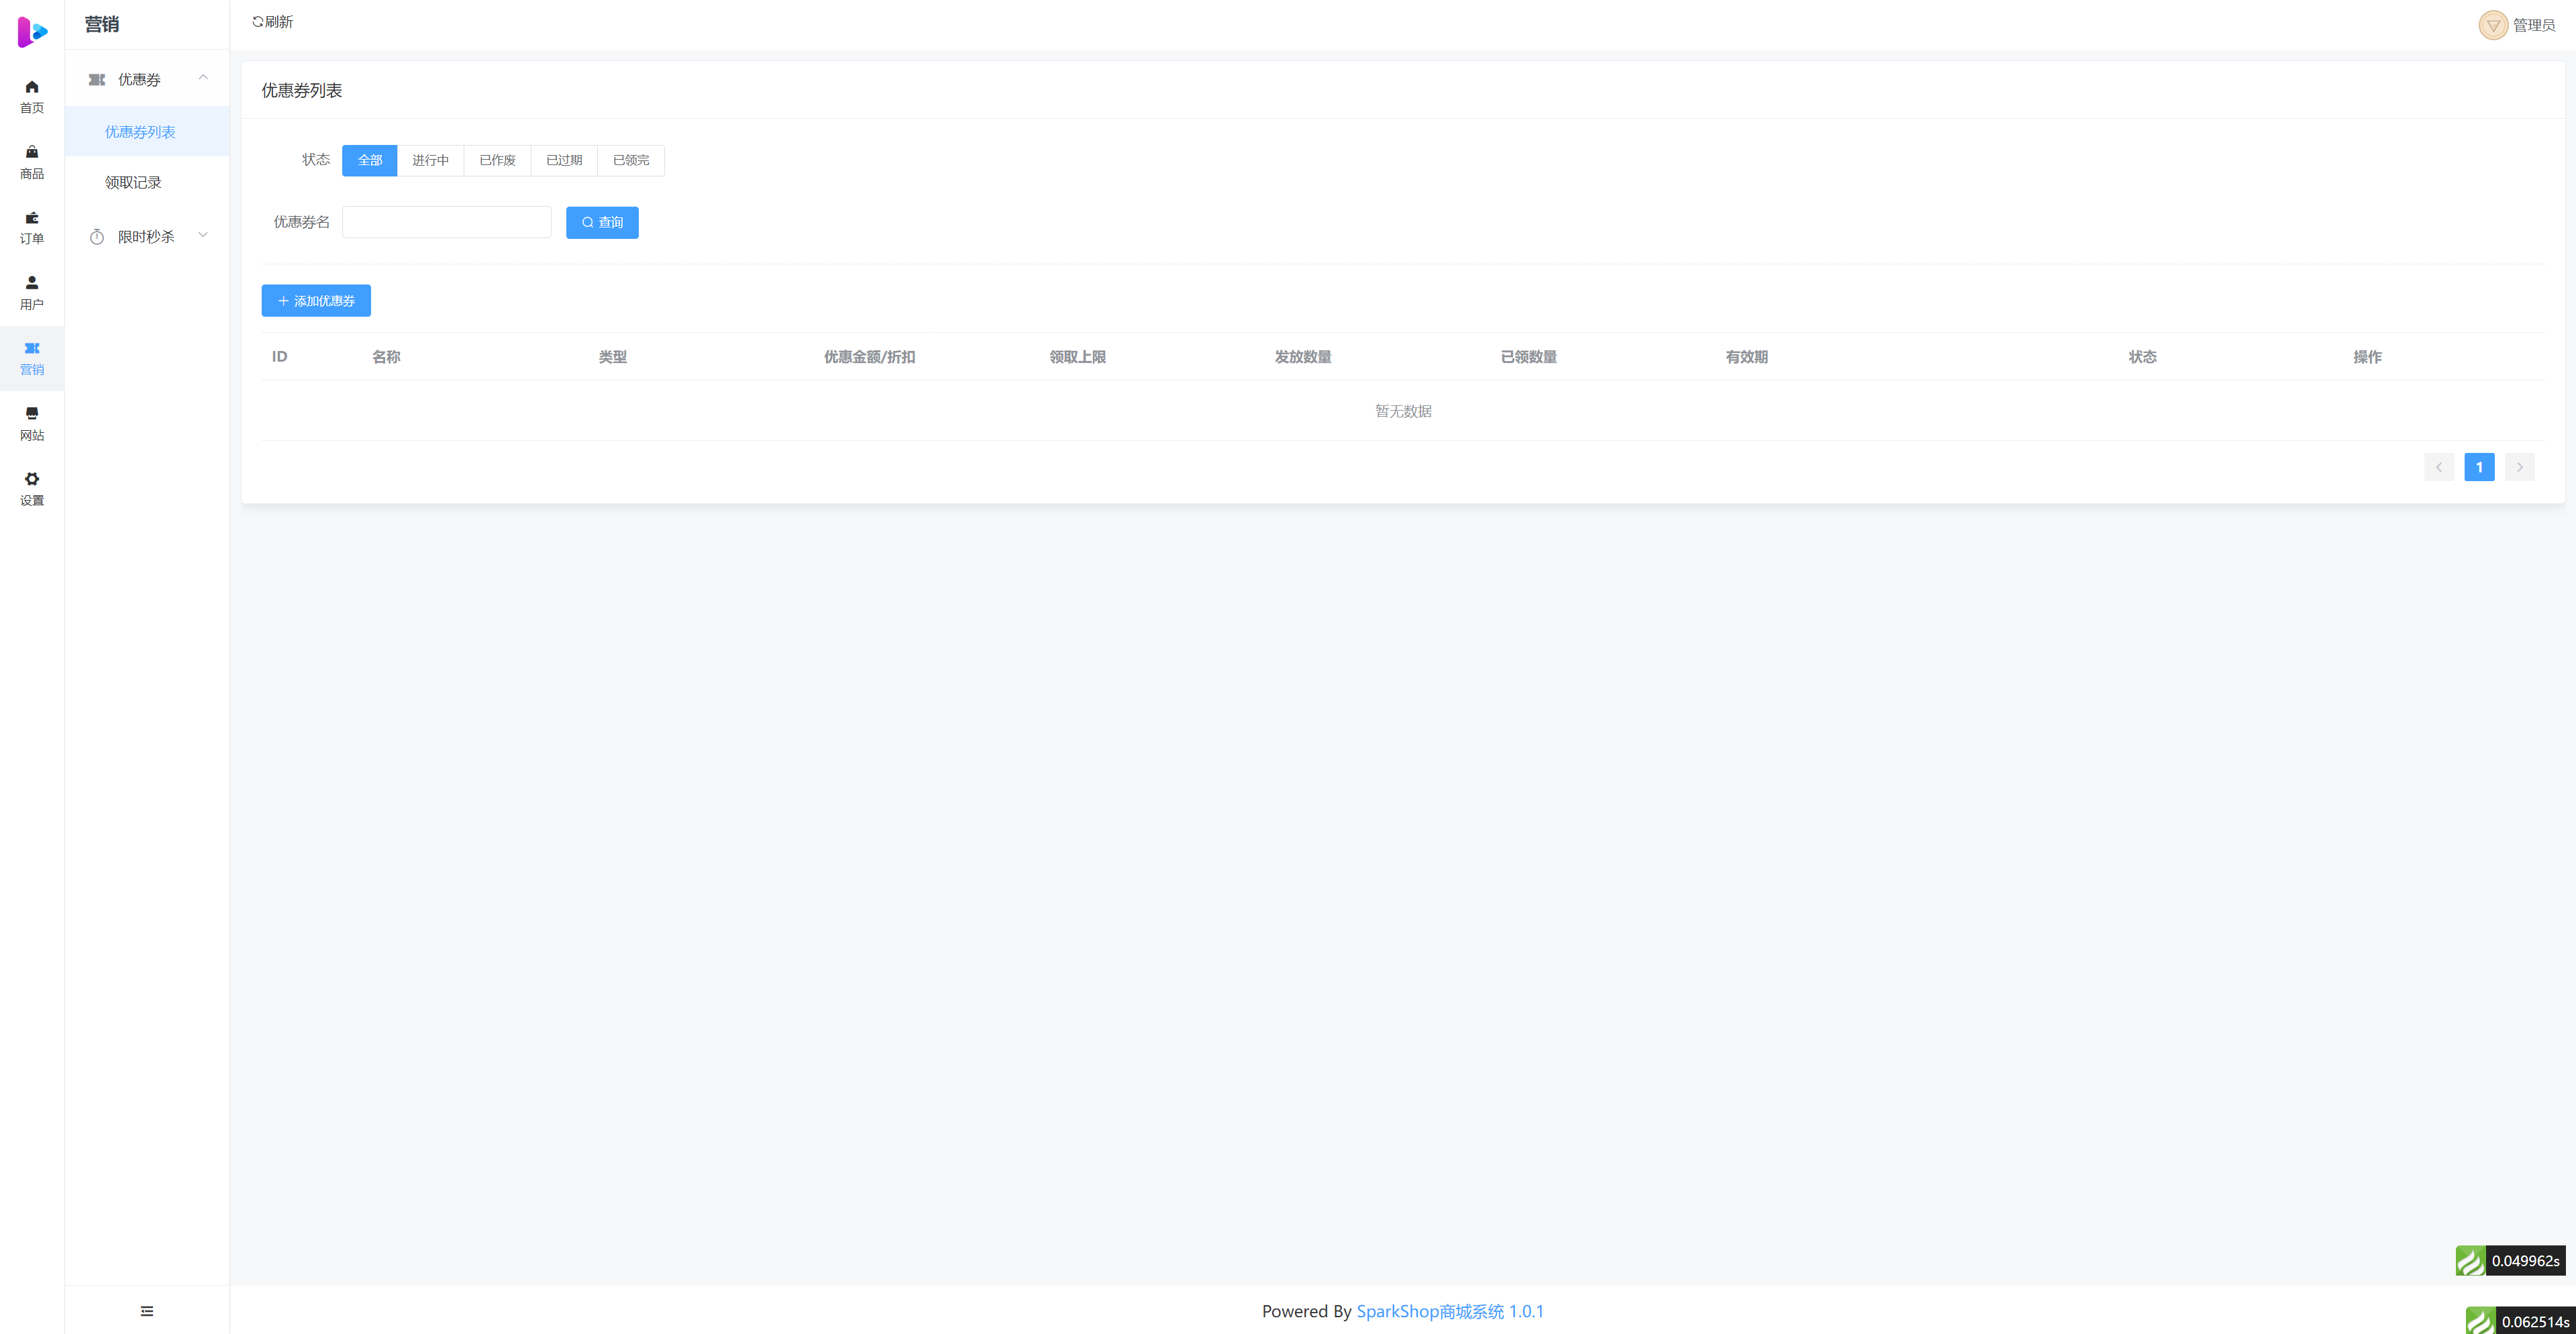 首页
商品
订单
用户
营销
网站
设置
营销
优惠券
优惠券列表
领取记录
限时秒杀
刷新
管理员
优惠券列表
状态 全部 进行中 已作废 已过期 已领完
优惠券名 查询
添加优惠券
ID 名称 类型 优惠金额/折扣 领取上限 发放数量 已领数量 有效期 状态 操作
暂无数据
1
0.049962s
Powered By SparkShop商城系统 1.0.1
0.062514s